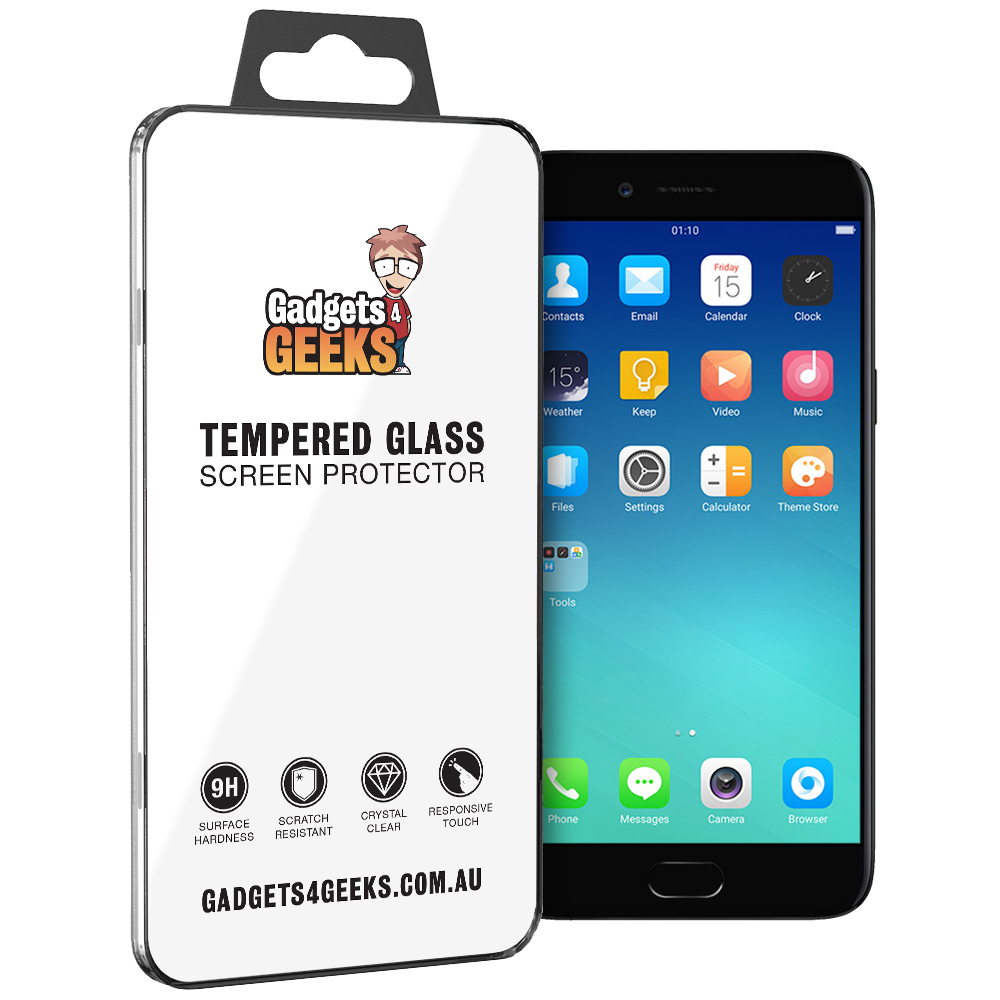 Gadgets 4
GEEKS
TEMPERED GLASS
SCREEN PROTECTOR
9H
SURFACE
HARDNESS
SCRATCH
RESISTANT
CRYSTAL
CLEAR
RESPONSIVE
TOUCH
GADGETS4GEEKS.COM.AU
01:10
Friday
15
Contacts
Email
Calendar
Clock
15°
Weather
Keep
Video
Music
Files
Settings
Calculator
Theme Store
Tools
Phone
Messages
Camera
Browser